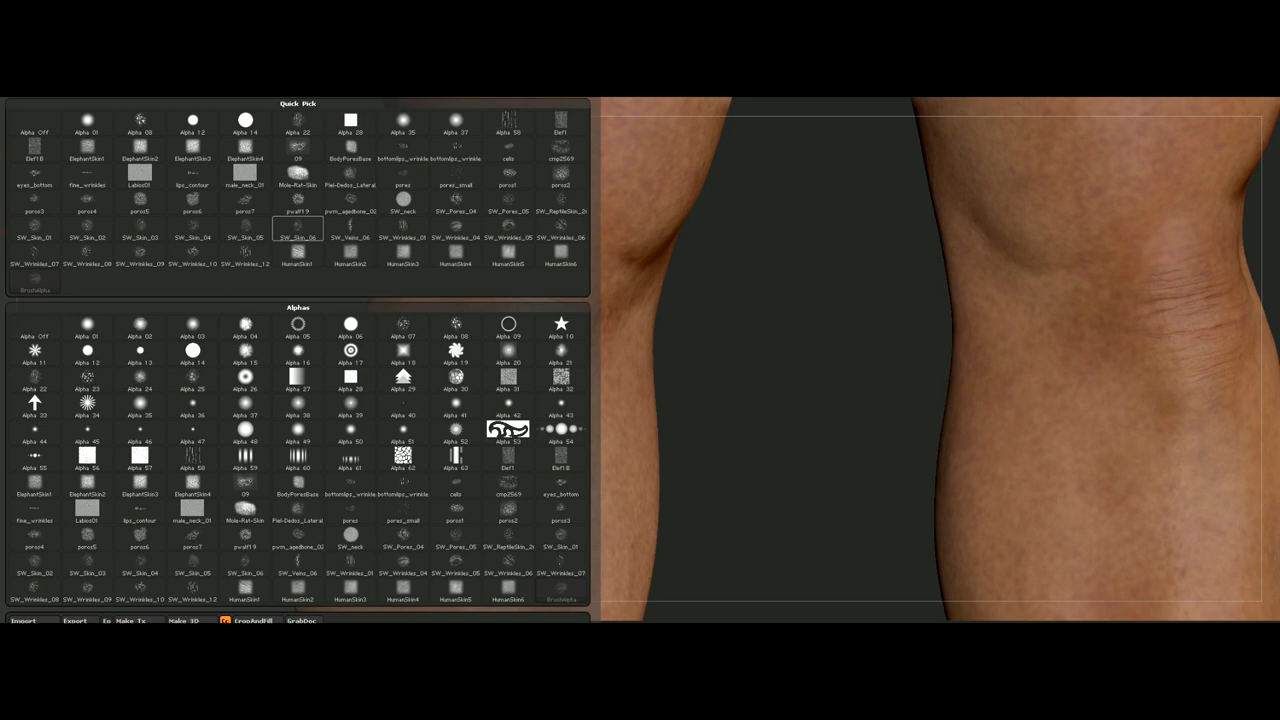 Quick Pick
Alpha Off Alpha 01 Alpha 08 Alpha 12 Alpha 14 Alpha 22 Alpha 28 Alpha 35 Alpha 37 Alpha 58 Elef1
Elef1B ElephantSkin1 ElephantSkin2 ElephantSkin3 ElephantSkin4 09 BodyPoresBase bottomlips_wrinkle bottomlips_wrinkle cells cmp2569
eyes_bottom fine_wrinkles Labios01 lips_contour male_neck_01 Mole-Rat-Skin Piel-Dedos_Lateral pores pores_small poros1 poros2
poros3 poros4 poros5 poros6 poros7 pwalf19 pwm_agedbone_02 SW_neck SW_Pores_04 SW_Pores_05 SW_ReptileSkin_20
SW_Skin_01 SW_Skin_02 SW_Skin_03 SW_Skin_04 SW_Skin_05 SW_Skin_06 SW_Veins_06 SW_Wrinkles_01 SW_Wrinkles_04 SW_Wrinkles_05 SW_Wrinkles_06
SW_Wrinkles_07 SW_Wrinkles_08 SW_Wrinkles_09 SW_Wrinkles_10 SW_Wrinkles_12 HumanSkin1 HumanSkin2 HumanSkin3 HumanSkin4 HumanSkin5 HumanSkin6
BrushAlpha
Alphas
Alpha Off Alpha 01 Alpha 02 Alpha 03 Alpha 04 Alpha 05 Alpha 06 Alpha 07 Alpha 08 Alpha 09 Alpha 10
Alpha 11 Alpha 12 Alpha 13 Alpha 14 Alpha 15 Alpha 16 Alpha 17 Alpha 18 Alpha 19 Alpha 20 Alpha 21
Alpha 22 Alpha 23 Alpha 24 Alpha 25 Alpha 26 Alpha 27 Alpha 28 Alpha 29 Alpha 30 Alpha 31 Alpha 32
Alpha 33 Alpha 34 Alpha 35 Alpha 36 Alpha 37 Alpha 38 Alpha 39 Alpha 40 Alpha 41 Alpha 42 Alpha 43
Alpha 44 Alpha 45 Alpha 46 Alpha 47 Alpha 48 Alpha 49 Alpha 50 Alpha 51 Alpha 52 Alpha 53 Alpha 54
Alpha 55 Alpha 56 Alpha 57 Alpha 58 Alpha 59 Alpha 60 Alpha 61 Alpha 62 Alpha 63 Elef1 Elef1B
ElephantSkin1 ElephantSkin2 ElephantSkin3 ElephantSkin4 09 BodyPoresBase bottomlips_wrinkle bottomlips_wrinkle cells cmp2569 eyes_bottom
fine_wrinkles Labios01 lips_contour male_neck_01 Mole-Rat-Skin Piel-Dedos_Lateral pores pores_small poros1 poros2 poros3
poros4 poros5 poros6 poros7 pwalf19 pwm_agedbone_02 SW_neck SW_Pores_04 SW_Pores_05 SW_ReptileSkin_20 SW_Skin_01
SW_Skin_02 SW_Skin_03 SW_Skin_04 SW_Skin_05 SW_Skin_06 SW_Veins_06 SW_Wrinkles_01 SW_Wrinkles_04 SW_Wrinkles_05 SW_Wrinkles_06 SW_Wrinkles_07
SW_Wrinkles_08 SW_Wrinkles_09 SW_Wrinkles_10 SW_Wrinkles_12 HumanSkin1 HumanSkin2 HumanSkin3 HumanSkin4 HumanSkin5 HumanSkin6 BrushAlpha
Import Export Ep Make Tx Make 3D Cc CropAndFill GrabDoc